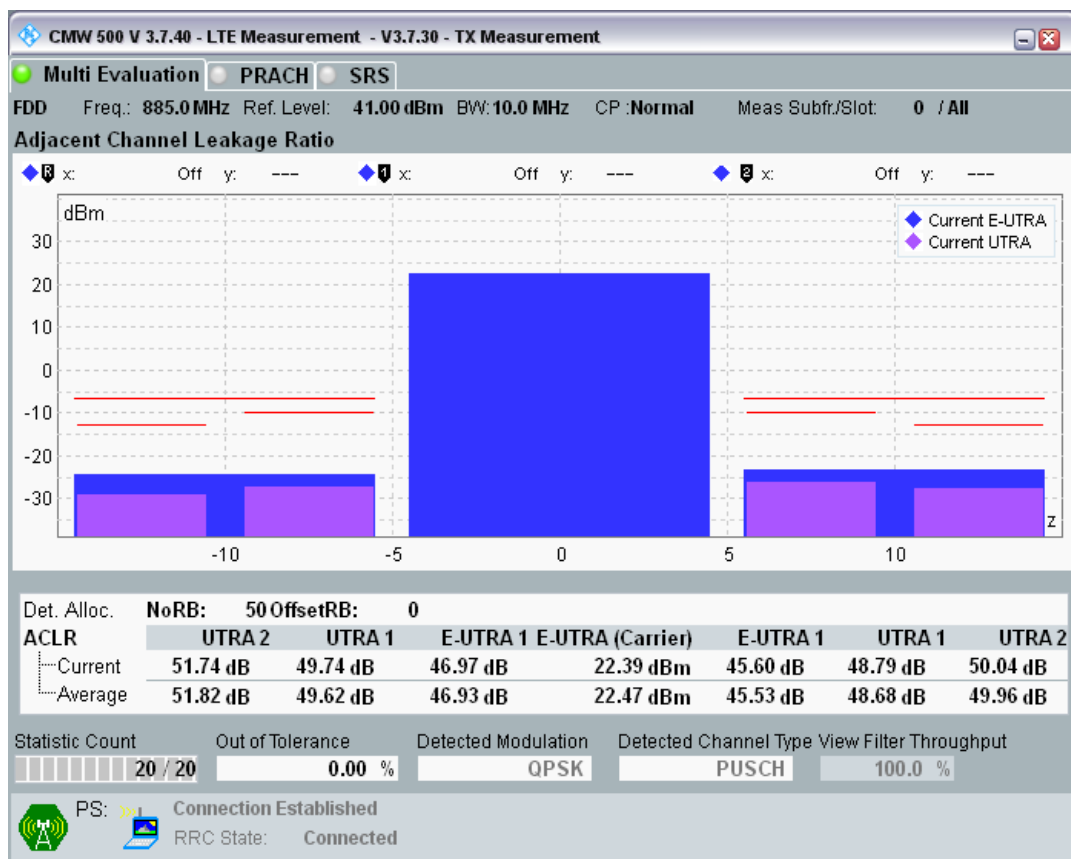 CMW 500 V 3.7.40 - LTE Measurement - V3.7.30 - TX Measurement
Multi Evaluation PRACH SRS
FDD Freq.: 885.0 MHz Ref. Level: 41.00 dBm BW: 10.0 MHz CP :Normal Meas Subfr./Slot: 0 / All
Adjacent Channel Leakage Ratio
R x: Off y: --- 1 x: Off y: --- 2 x: Off y: ---
dBm
Current E-UTRA
Current UTRA
30
20
10
0
-10
-20
-30
z
-10 -5 0 5 10
Det. Alloc. NoRB: 50 OffsetRB: 0
ACLR UTRA 2 UTRA 1 E-UTRA 1 E-UTRA (Carrier) E-UTRA 1 UTRA 1 UTRA 2
Current 51.74 dB 49.74 dB 46.97 dB 22.39 dBm 45.60 dB 48.79 dB 50.04 dB
Average 51.82 dB 49.62 dB 46.93 dB 22.47 dBm 45.53 dB 48.68 dB 49.96 dB
Statistic Count Out of Tolerance Detected Modulation Detected Channel Type View Filter Throughput
20 / 20 0.00 % QPSK PUSCH 100.0 %
PS: Connection Established
RRC State: Connected